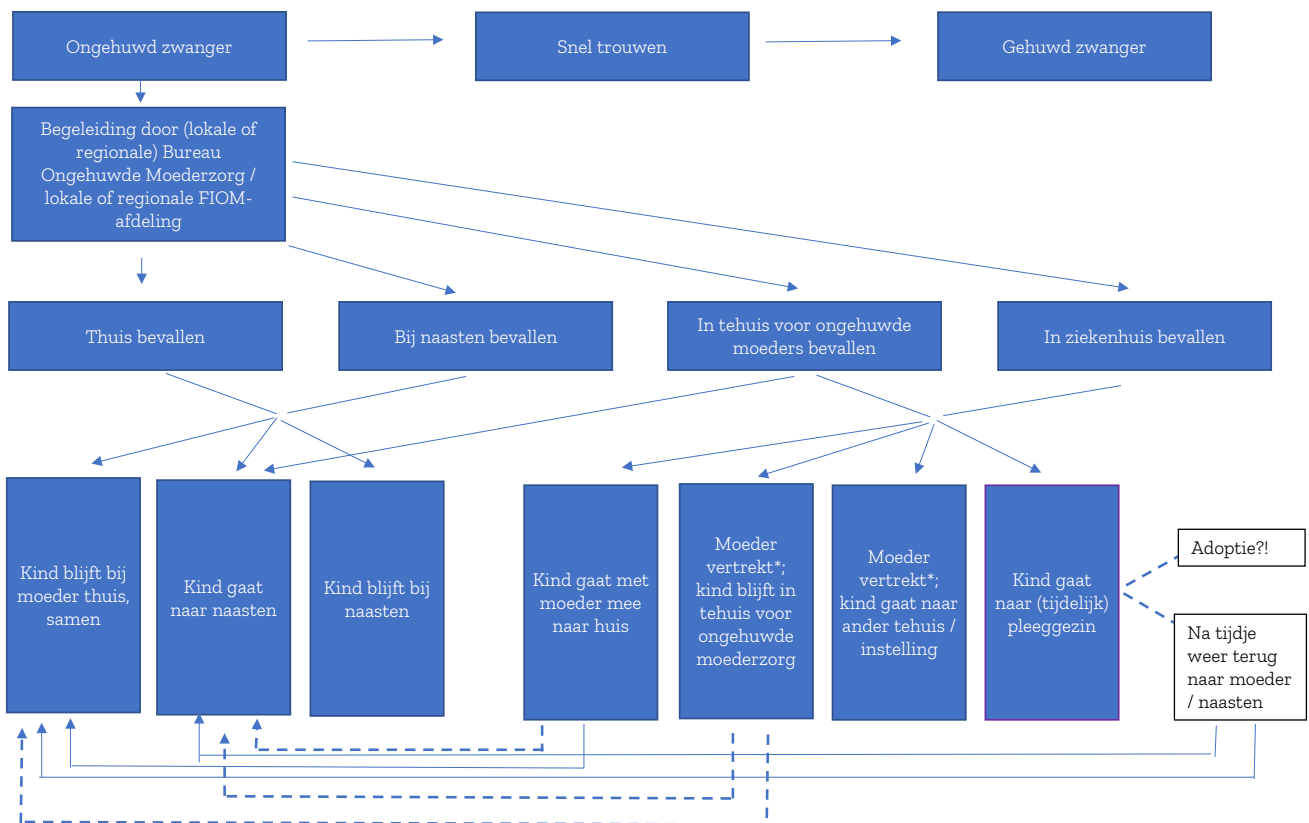 Ongehuwd zwanger
Snel trouwen
Gehuwd zwanger
Begeleiding door (lokale of
regionale) Bureau
Ongehuwde Moederzorg /
lokale of regionale FIOM-
afdeling
Thuis bevallen
Bij naasten bevallen
In tehuis voor ongehuwde
moeders bevallen
In ziekenhuis bevallen
Kind blijft bij
moeder thuis,
samen
Kind gaat
naar naasten
Kind blijft bij
naasten
Kind gaat met
moeder mee
naar huis
Moeder
vertrekt*;
kind blijft in
tehuis voor
ongehuwde
moederzorg
Moeder
vertrekt*;
kind gaat naar
ander tehuis /
instelling
Kind gaat
naar (tijdelijk)
pleeggezin
Adoptie?!
Na tijdje
weer terug
naar moeder
/ naasten